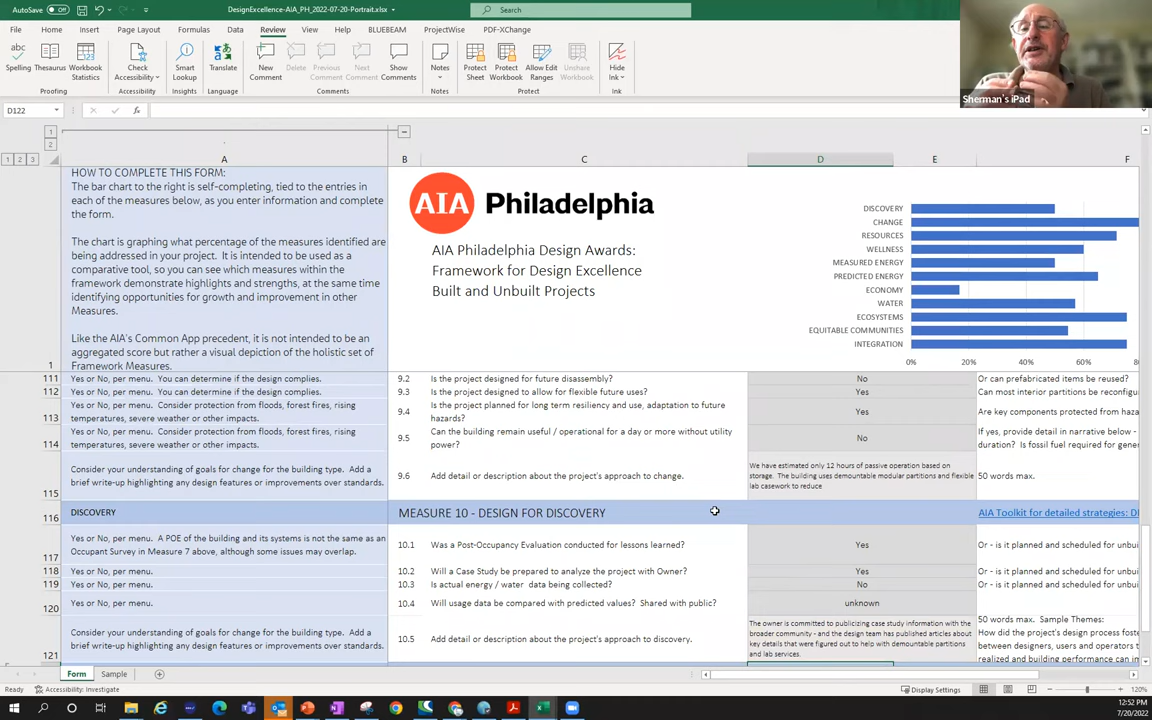 AutoSave Off DesignExcellence-AIA_PH_2022-07-20-Portrait.xlsx Search
File Home Insert Page Layout Formulas Data Review View Help BLUEBEAM ProjectWise PDF-XChange
Spelling Thesaurus Workbook Statistics Check Accessibility Smart Lookup Translate New Comment Delete Previous Comment Next Comment Show Comments Notes Protect Sheet Protect Workbook Allow Edit Ranges Unshare Workbook Hide Ink
Proofing Accessibility Insights Language Comments Notes Protect Ink
Sherman's iPad
D122 fx
1
2
1 2 3 A B C D E F
HOW TO COMPLETE THIS FORM:
The bar chart to the right is self-completing, tied to the entries in
each of the measures below, as you enter information and complete
the form.
The chart is graphing what percentage of the measures identified are
being addressed in your project. It is intended to be used as a
comparative tool, so you can see which measures within the
framework demonstrate highlights and strengths, at the same time
identifying opportunities for growth and improvement in other
Measures.
Like the AIA's Common App precedent, it is not intended to be an
aggregated score but rather a visual depiction of the holistic set of
Framework Measures.
1
AIA Philadelphia
AIA Philadelphia Design Awards:
Framework for Design Excellence
Built and Unbuilt Projects
DISCOVERY
CHANGE
RESOURCES
WELLNESS
MEASURED ENERGY
PREDICTED ENERGY
ECONOMY
WATER
ECOSYSTEMS
EQUITABLE COMMUNITIES
INTEGRATION
0% 20% 40% 60% 80
111 Yes or No, per menu. You can determine if the design complies. 9.2 Is the project designed for future disassembly? No Or can prefabricated items be reused?
112 Yes or No, per menu. You can determine if the design complies. 9.3 Is the project designed to allow for flexible future uses? Yes Can most interior partitions be reconfig
113 Yes or No, per menu. Consider protection from floods, forest fires, rising
temperatures, severe weather or other impacts.
9.4 Is the project planned for long term resiliency and use, adaptation to future
hazards?
Yes Are key components protected from haza
114 Yes or No, per menu. Consider protection from floods, forest fires, rising
temperatures, severe weather or other impacts.
9.5 Can the building remain useful / operational for a day or more without utility
power?
No If yes, provide detail in narrative below -
duration? Is fossil fuel required for gener
115 Consider your understanding of goals for change for the building type. Add a
brief write-up highlighting any design features or improvements over standards.
9.6 Add detail or description about the project's approach to change.
We have estimated only 12 hours of passive operation based on
storage. The building uses demountable modular partitions and flexible
lab casework to reduce
50 words max.
116 DISCOVERY MEASURE 10 - DESIGN FOR DISCOVERY AIA Toolkit for detailed strategies: DI
117 Yes or No, per menu. A POE of the building and its systems is not the same as an
Occupant Survey in Measure 7 above, although some issues may overlap.
10.1 Was a Post-Occupancy Evaluation conducted for lessons learned? Yes Or - is it planned and scheduled for unbui
118 Yes or No, per menu. 10.2 Will a Case Study be prepared to analyze the project with Owner? Yes Or - is it planned and scheduled for unbui
119 Yes or No, per menu. 10.3 Is actual energy / water data being collected? No Or - is it planned and scheduled for unbui
120 Yes or No, per menu. 10.4 Will usage data be compared with predicted values? Shared with public? unknown
121 Consider your understanding of goals for change for the building type. Add a
brief write-up highlighting any design features or improvements over standards.
10.5 Add detail or description about the project's approach to discovery.
The owner is committed to publicizing case study information with the
broader community - and the design team has published articles about
key details that were figured out to help with demountable partitions
and lab services.
50 words max. Sample Themes:
How did the project's design process foste
between designers, users and operators t
realized and building performance can im
Form Sample
Ready Accessibility: Investigate Display Settings 120%
12:52 PM
7/20/2022